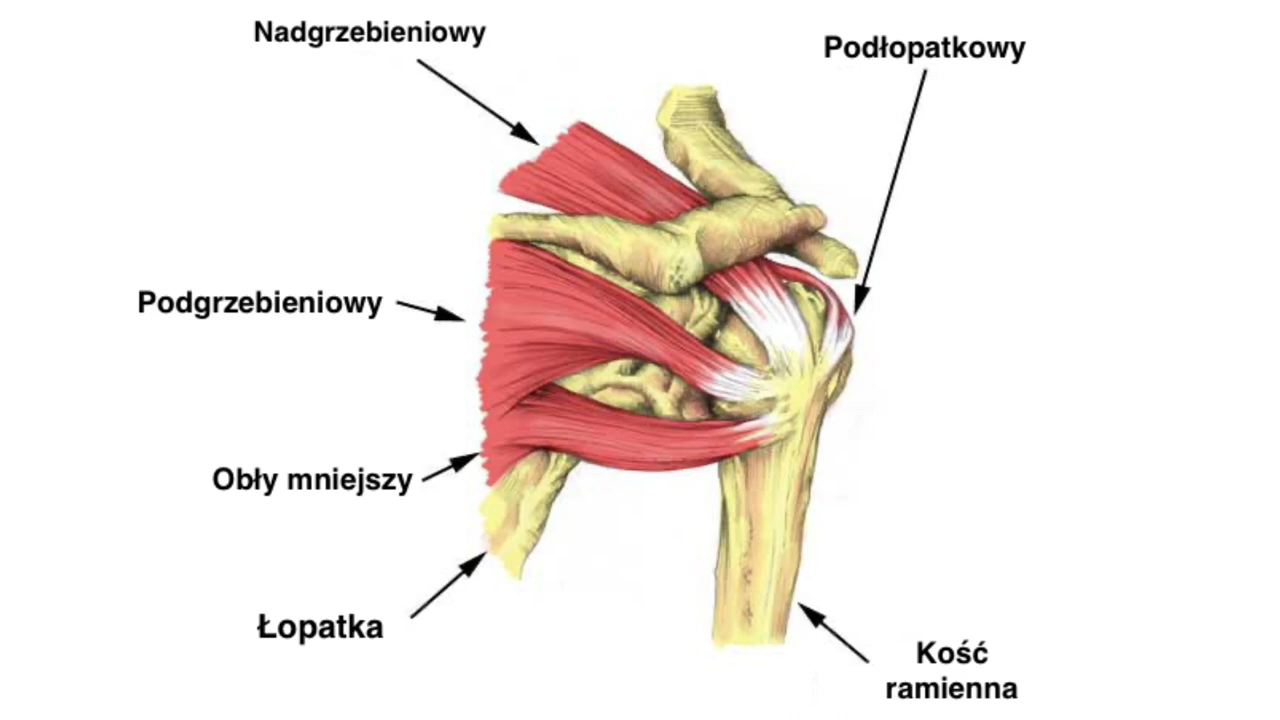 Nadgrzebieniowy
Podłopatkowy
Podgrzebieniowy
Obły mniejszy
Łopatka
Kość
ramienna